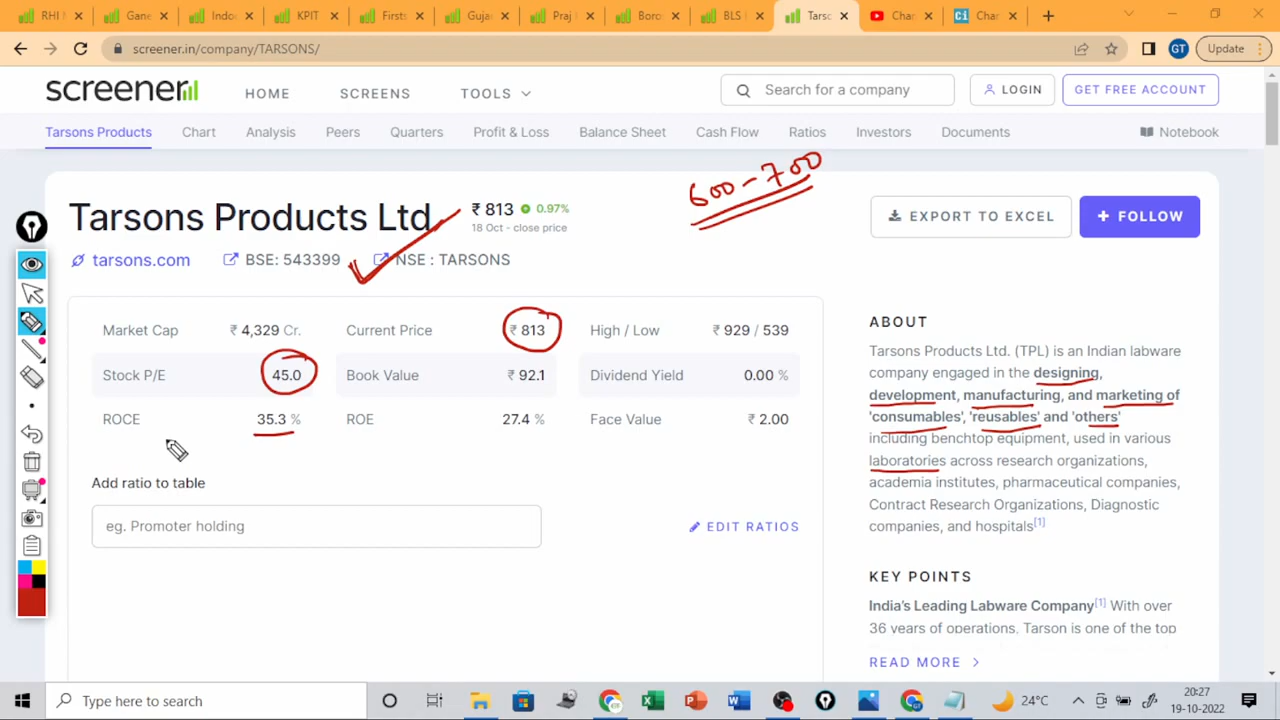 RHI M
Gane
Indo
KPIT
Firsts
Gujar
Praj I
Boro
BLS I
Tarso
Char
Char
screener.in/company/TARSONS/
GT
Update
screener
HOME
SCREENS
TOOLS
Search for a company
LOGIN
GET FREE ACCOUNT
Tarsons Products
Chart
Analysis
Peers
Quarters
Profit & Loss
Balance Sheet
Cash Flow
Ratios
Investors
Documents
Notebook
600-700
Tarsons Products Ltd
₹ 813 0.97%
18 Oct - close price
EXPORT TO EXCEL
+ FOLLOW
tarsons.com
BSE: 543399
NSE : TARSONS
Market Cap ₹ 4,329 Cr.
Current Price ₹ 813
High / Low ₹ 929 / 539
Stock P/E 45.0
Book Value ₹ 92.1
Dividend Yield 0.00 %
ROCE 35.3 %
ROE 27.4 %
Face Value ₹ 2.00
Add ratio to table
eg. Promoter holding
EDIT RATIOS
ABOUT
Tarsons Products Ltd. (TPL) is an Indian labware
company engaged in the designing,
development, manufacturing, and marketing of
'consumables', 'reusables' and 'others'
including benchtop equipment, used in various
laboratories across research organizations,
academia institutes, pharmaceutical companies,
Contract Research Organizations, Diagnostic
companies, and hospitals[1]
KEY POINTS
India's Leading Labware Company[1] With over
36 years of operations, Tarson is one of the top
READ MORE
Type here to search
24°C
20:27
19-10-2022